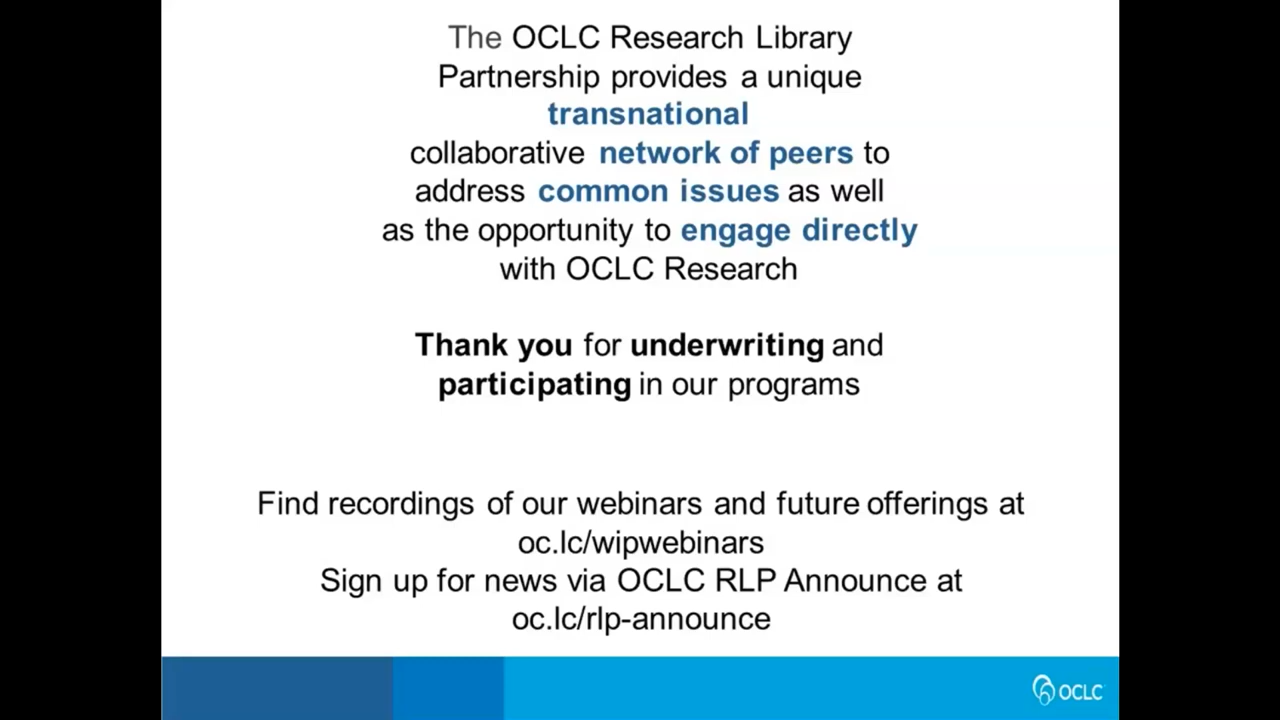 The OCLC Research Library
Partnership provides a unique
transnational
collaborative network of peers to
address common issues as well
as the opportunity to engage directly
with OCLC Research
Thank you for underwriting and
participating in our programs
Find recordings of our webinars and future offerings at
oc.lc/wipwebinars
Sign up for news via OCLC RLP Announce at
oc.lc/rlp-announce
OCLC